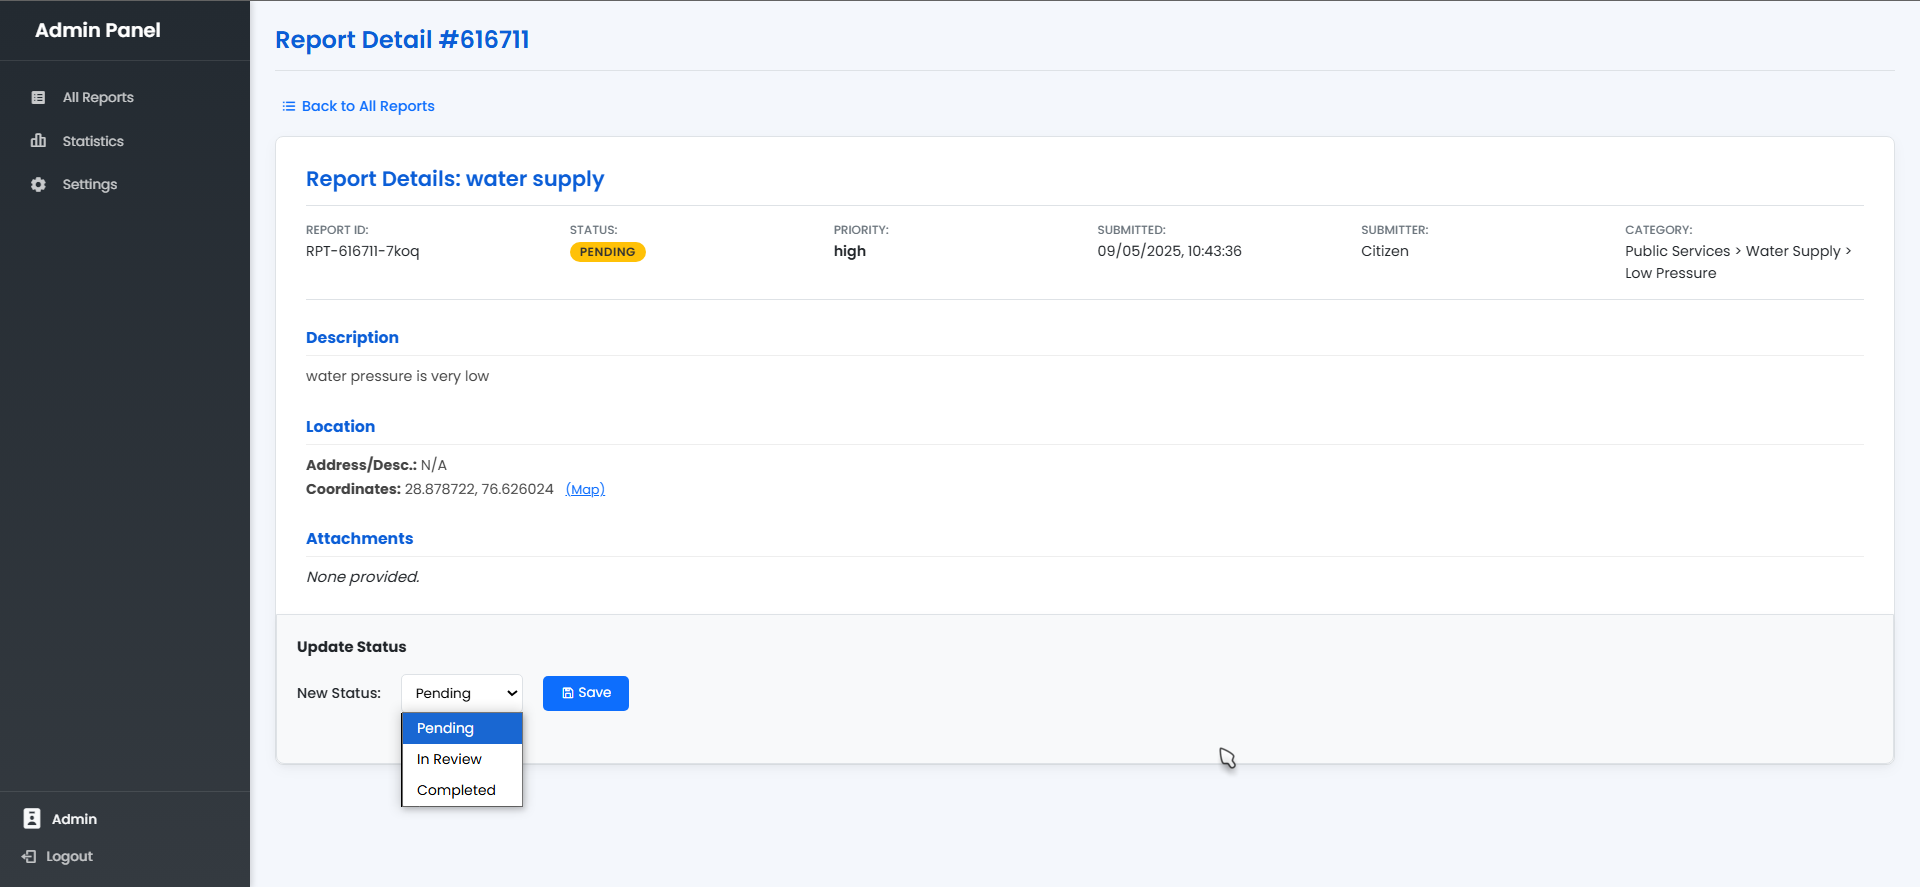 Admin Panel
All Reports
Statistics
Settings
Admin
Logout
Report Detail #616711
Back to All Reports
Report Details: water supply
REPORT ID:
RPT-616711-7koq
STATUS:
PENDING
PRIORITY:
high
SUBMITTED:
09/05/2025, 10:43:36
SUBMITTER:
Citizen
CATEGORY:
Public Services > Water Supply >
Low Pressure
Description
water pressure is very low
Location
Address/Desc.: N/A
Coordinates: 28.878722, 76.626024 (Map)
Attachments
None provided.
Update Status
New Status: Pending Save
Pending
In Review
Completed